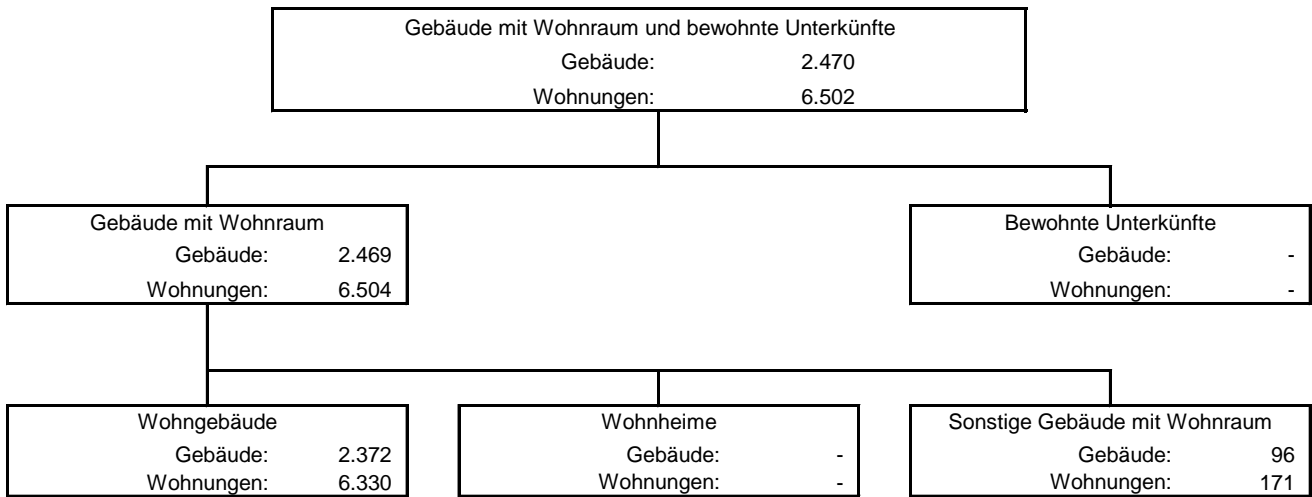 Gebäude mit Wohnraum und bewohnte Unterkünfte
Gebäude: 2.470
Wohnungen: 6.502
Gebäude mit Wohnraum
Gebäude: 2.469
Wohnungen: 6.504
Bewohnte Unterkünfte
Gebäude: -
Wohnungen: -
Wohngebäude
Gebäude: 2.372
Wohnungen: 6.330
Wohnheime
Gebäude: -
Wohnungen: -
Sonstige Gebäude mit Wohnraum
Gebäude: 96
Wohnungen: 171